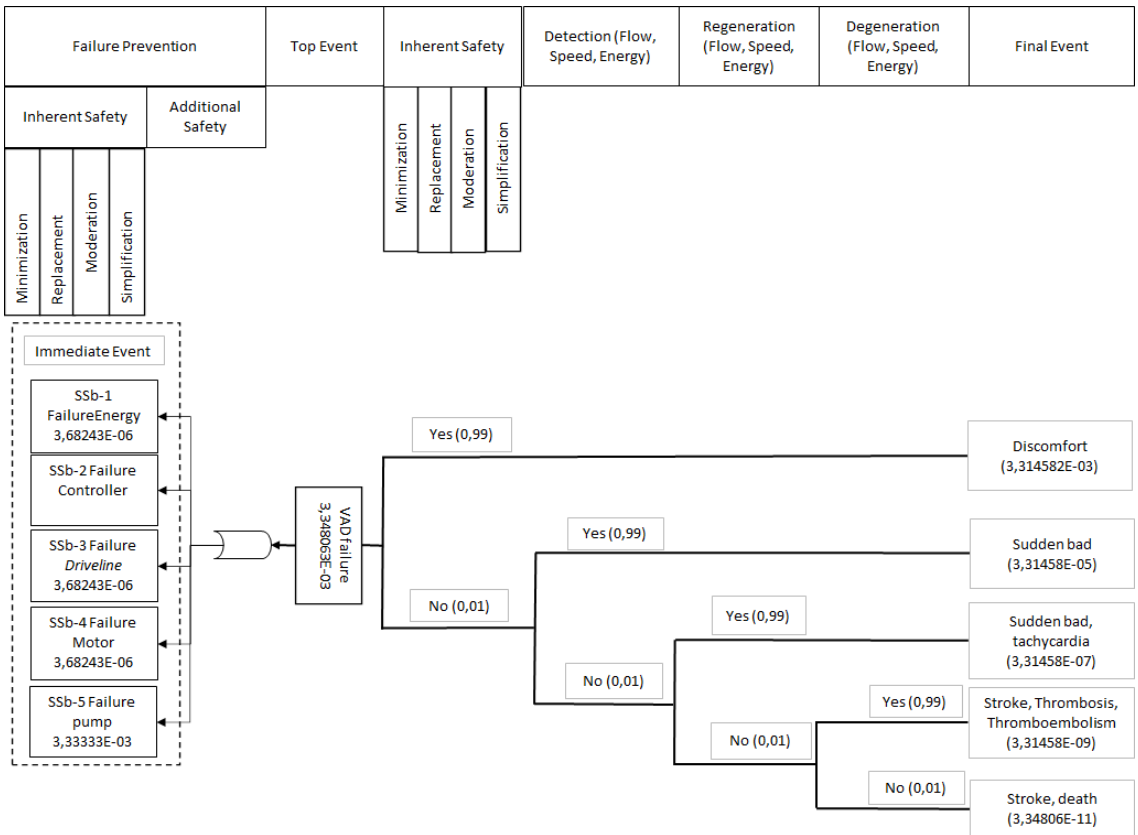 Failure Prevention
Top Event
Inherent Safety
Detection (Flow,
Speed, Energy)
Regeneration
(Flow, Speed,
Energy)
Degeneration
(Flow, Speed,
Energy)
Final Event
Inherent Safety
Additional
Safety
Minimization
Replacement
Moderation
Simplification
Minimization
Replacement
Moderation
Simplification
Immediate Event
SSb-1
FailureEnergy
3,68243E-06
SSb-2 Failure
Controller
SSb-3 Failure
Driveline
3,68243E-06
SSb-4 Failure
Motor
3,68243E-06
SSb-5 Failure
pump
3,33333E-03
VAD failure
3,348063E-03
Yes (0,99)
Discomfort
(3,314582E-03)
Yes (0,99)
Sudden bad
(3,31458E-05)
No (0,01)
Yes (0,99)
Sudden bad,
tachycardia
(3,31458E-07)
No (0,01)
Yes (0,99)
Stroke, Thrombosis,
Thromboembolism
(3,31458E-09)
No (0,01)
No (0,01)
Stroke, death
(3,34806E-11)